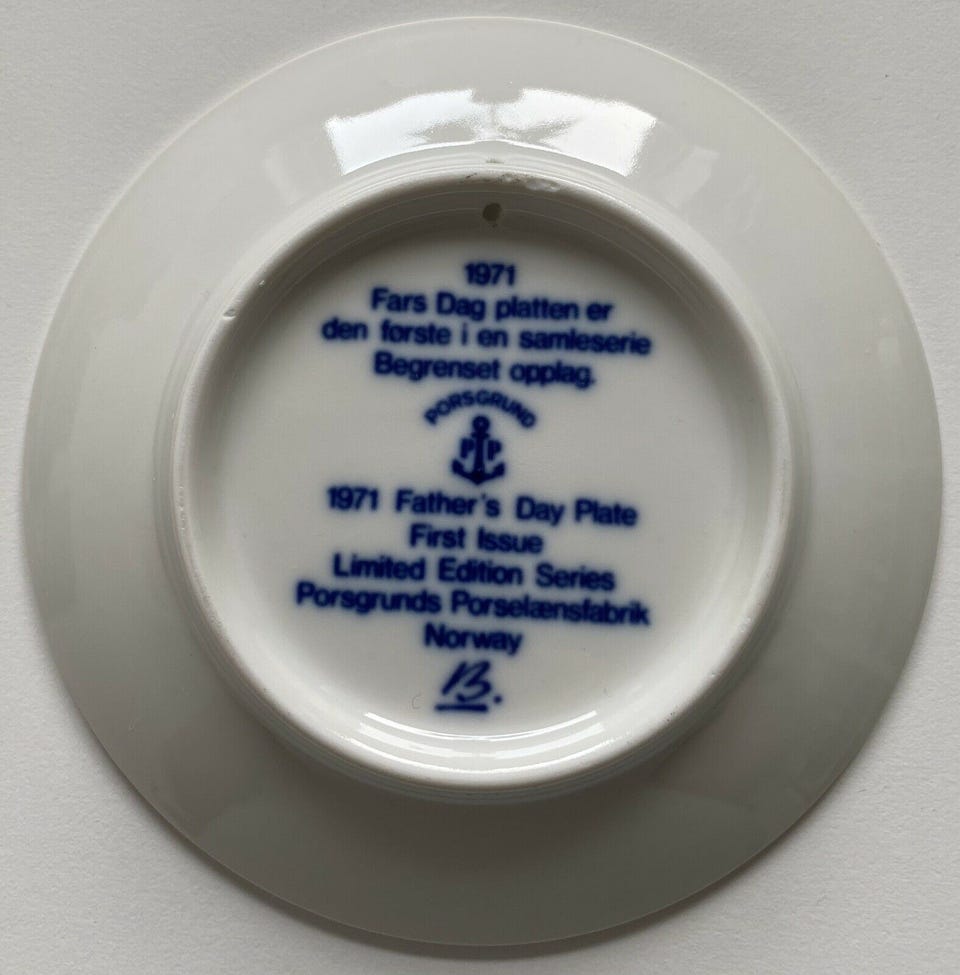 1971
Fars Dag platten er
den første i en samleserie
Begrenset opplag.
PORSGRUND
P P
1971 Father's Day Plate
First Issue
Limited Edition Series
Porsgrunds Porselænsfabrik
Norway
B.